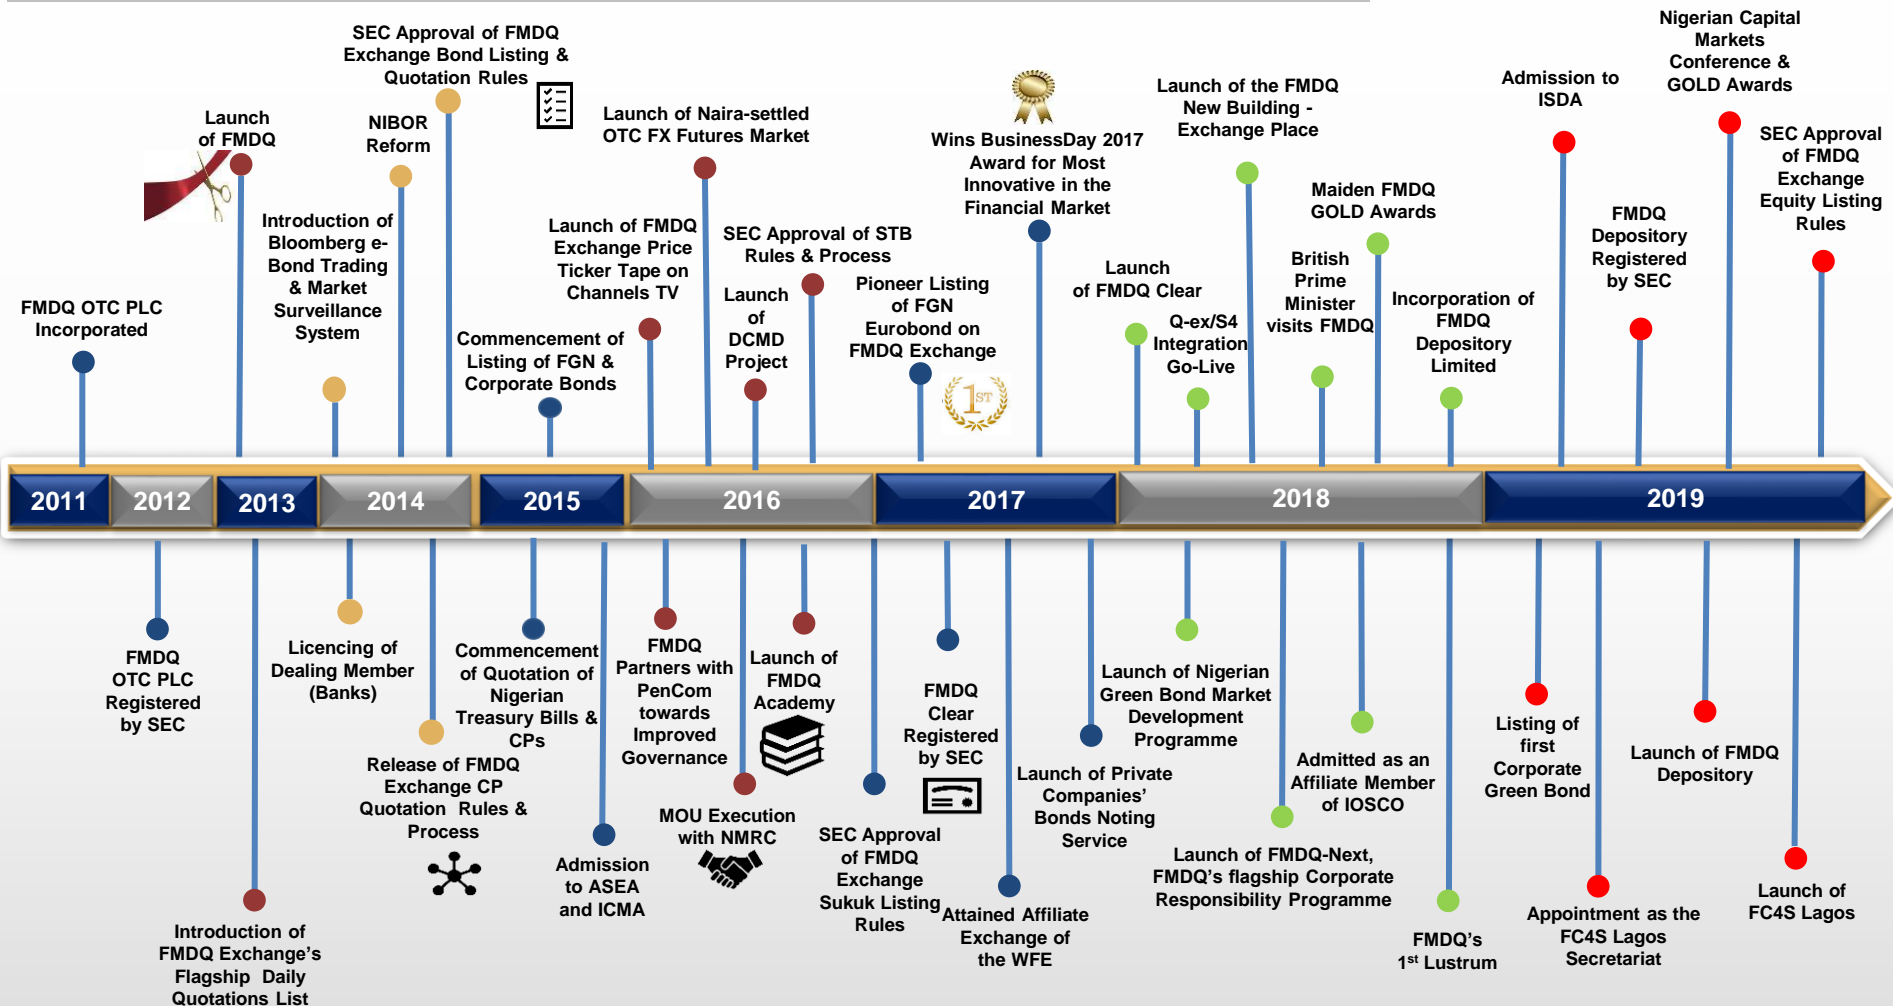 FMDQ OTC PLC
Incorporated
Launch
of FMDQ
Introduction of
Bloomberg e-
Bond Trading
& Market
Surveillance
System
NIBOR
Reform
SEC Approval of FMDQ
Exchange Bond Listing &
Quotation Rules
Commencement of
Listing of FGN &
Corporate Bonds
Launch of FMDQ
Exchange Price
Ticker Tape on
Channels TV
Launch of Naira-settled
OTC FX Futures Market
Launch
of
DCMD
Project
SEC Approval of STB
Rules & Process
Pioneer Listing
of FGN
Eurobond on
FMDQ Exchange
1ST
Wins BusinessDay 2017
Award for Most
Innovative in the
Financial Market
Launch
of FMDQ Clear
Q-ex/S4
Integration
Go-Live
Launch of the FMDQ
New Building -
Exchange Place
British
Prime
Minister
visits FMDQ
Maiden FMDQ
GOLD Awards
Incorporation of
FMDQ
Depository
Limited
Admission to
ISDA
FMDQ
Depository
Registered
by SEC
Nigerian Capital
Markets
Conference &
GOLD Awards
SEC Approval
of FMDQ
Exchange
Equity Listing
Rules
2011
2012
2013
2014
2015
2016
2017
2018
2019
FMDQ
OTC PLC
Registered
by SEC
Introduction of
FMDQ Exchange's
Flagship Daily
Quotations List
Licencing of
Dealing Member
(Banks)
Release of FMDQ
Exchange CP
Quotation Rules &
Process
Commencement
of Quotation of
Nigerian
Treasury Bills &
CPs
Admission
to ASEA
and ICMA
FMDQ
Partners with
PenCom
towards
Improved
Governance
MOU Execution
with NMRC
Launch of
FMDQ
Academy
SEC Approval
of FMDQ
Exchange
Sukuk Listing
Rules
FMDQ
Clear
Registered
by SEC
Attained Affiliate
Exchange of
the WFE
Launch of Private
Companies’
Bonds Noting
Service
Launch of Nigerian
Green Bond Market
Development
Programme
Launch of FMDQ-Next,
FMDQ’s flagship Corporate
Responsibility Programme
Admitted as an
Affiliate Member
of IOSCO
FMDQ’s
1st Lustrum
Listing of
first
Corporate
Green Bond
Appointment as the
FC4S Lagos
Secretariat
Launch of FMDQ
Depository
Launch of
FC4S Lagos